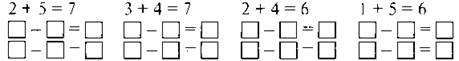 2 + 5 = 7   3 + 4 = 7   2 + 4 = 6   1 + 5 = 6
□ − □ = □   □ − □ = □   □ − □ = □   □ − □ = □
□ − □ − □   □ − □ = □   □ − □ − □   □ − □ = □